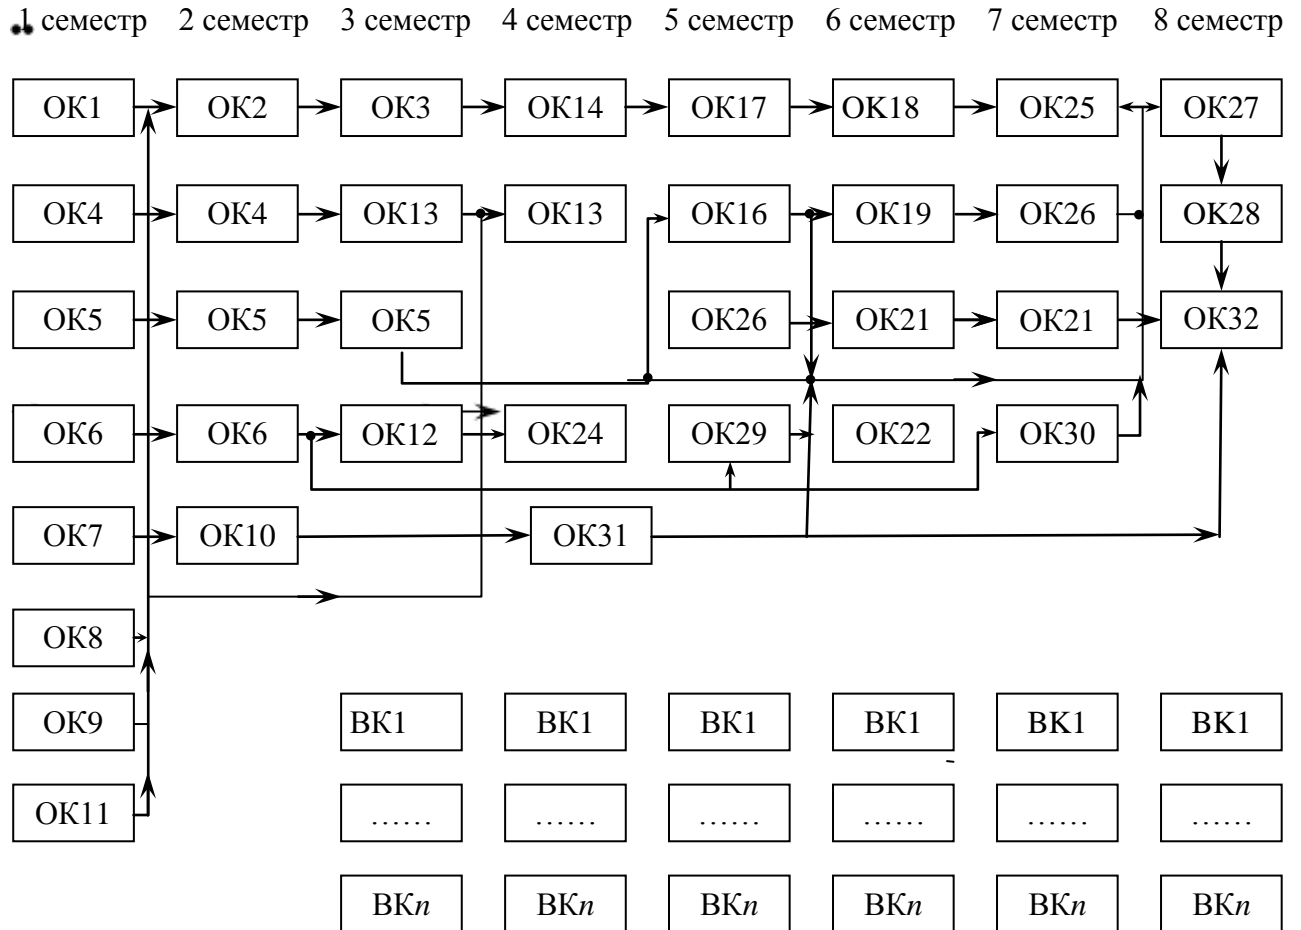 1 семестр 2 семестр 3 семестр 4 семестр 5 семестр 6 семестр 7 семестр 8 семестр
ОК1 ОК2 ОК3 ОК14 ОК17 ОК18 ОК25 ОК27
ОК4 ОК4 ОК13 ОК13 ОК16 ОК19 ОК26 ОК28
ОК5 ОК5 ОК5 ОК26 ОК21 ОК21 ОК32
ОК6 ОК6 ОК12 ОК24 ОК29 ОК22 ОК30
ОК7 ОК10 ОК31
ОК8
ОК9 ВК1 ВК1 ВК1 ВК1 ВК1 ВК1
ОК11 …… …… …… …… …… ……
ВКn ВКn ВКn ВКn ВКn ВКn